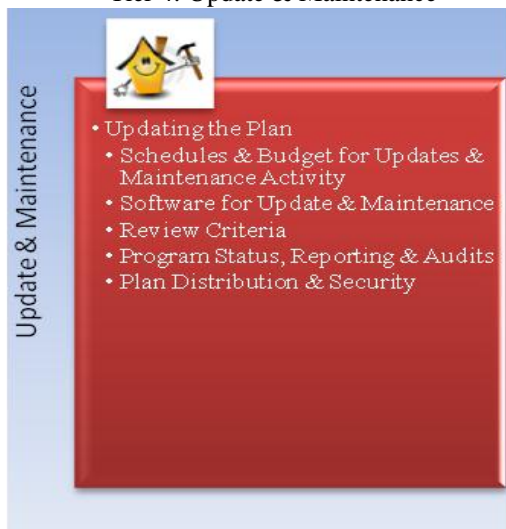 Update & Maintenance
• Updating the Plan
• Schedules & Budget for Updates &
Maintenance Activity
• Software for Update & Maintenance
• Review Criteria
• Program Status, Reporting & Audits
• Plan Distribution & Security